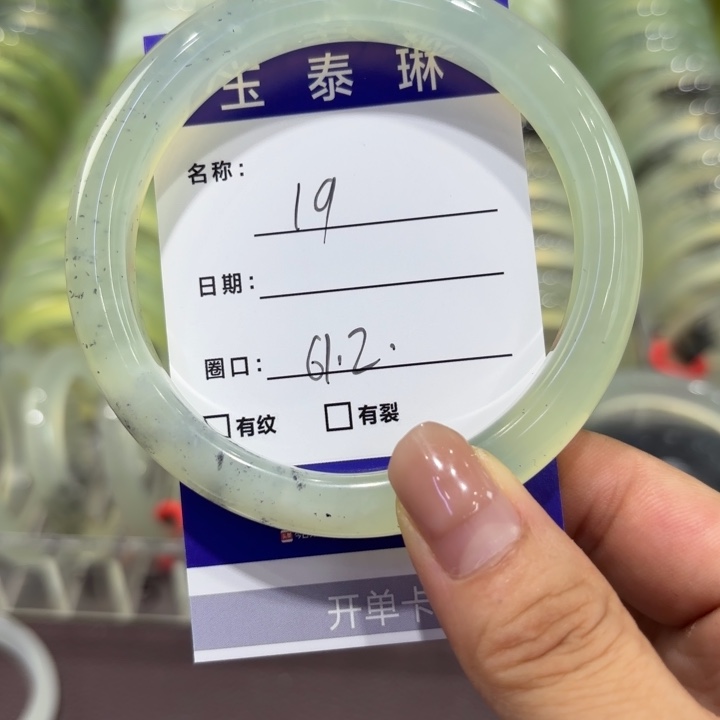 玉泰琳
名称: 19
日期:
圈口: 61.2.
□有纹 □有裂
开单卡